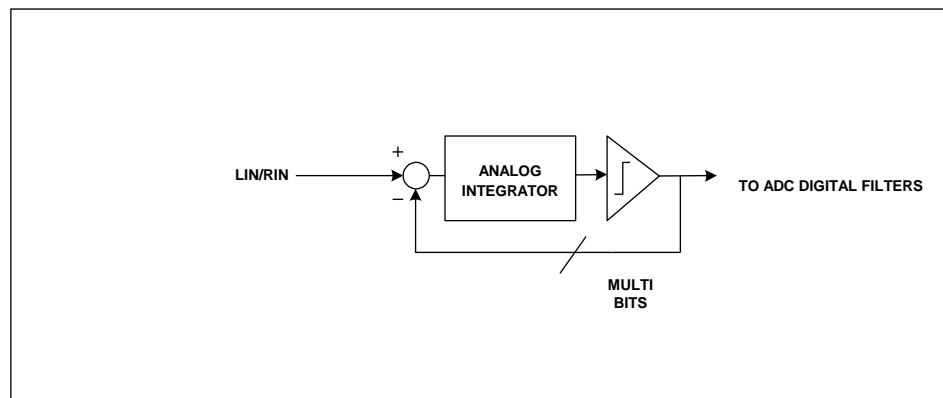 +
LIN/RIN
−
ANALOG
INTEGRATOR
TO ADC DIGITAL FILTERS
MULTI
BITS